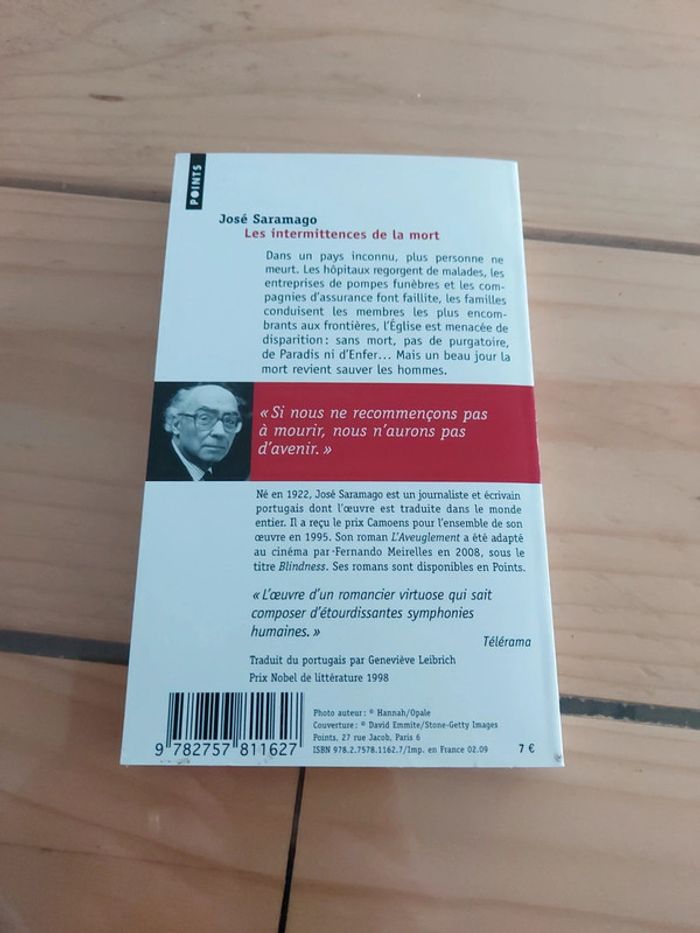 POINTS
José Saramago
Les intermittences de la mort
Dans un pays inconnu, plus personne ne
meurt. Les hôpitaux regorgent de malades, les
entreprises de pompes funèbres et les com-
pagnies d'assurance font faillite, les familles
conduisent les membres les plus encom-
brants aux frontières, l'Église est menacée de
disparition : sans mort, pas de purgatoire,
de Paradis ni d'Enfer... Mais un beau jour la
mort revient sauver les hommes.
« Si nous ne recommençons pas
à mourir, nous n'aurons pas
d'avenir. »
Né en 1922, José Saramago est un journaliste et écrivain
portugais dont l'œuvre est traduite dans le monde
entier. Il a reçu le prix Camoens pour l'ensemble de son
œuvre en 1995. Son roman L'Aveuglement a été adapté
au cinéma par Fernando Meirelles en 2008, sous le
titre Blindness. Ses romans sont disponibles en Points.
« L'œuvre d'un romancier virtuose qui sait
composer d'étourdissantes symphonies
humaines. »
Télérama
Traduit du portugais par Geneviève Leibrich
Prix Nobel de littérature 1998
Photo auteur : © Hannah/Opale
Couverture : © David Emmite/Stone-Getty Images
Points, 27 rue Jacob, Paris 6
ISBN 978.2.7578.1162.7/Imp. en France 02.09 7 €
9 782757 811627